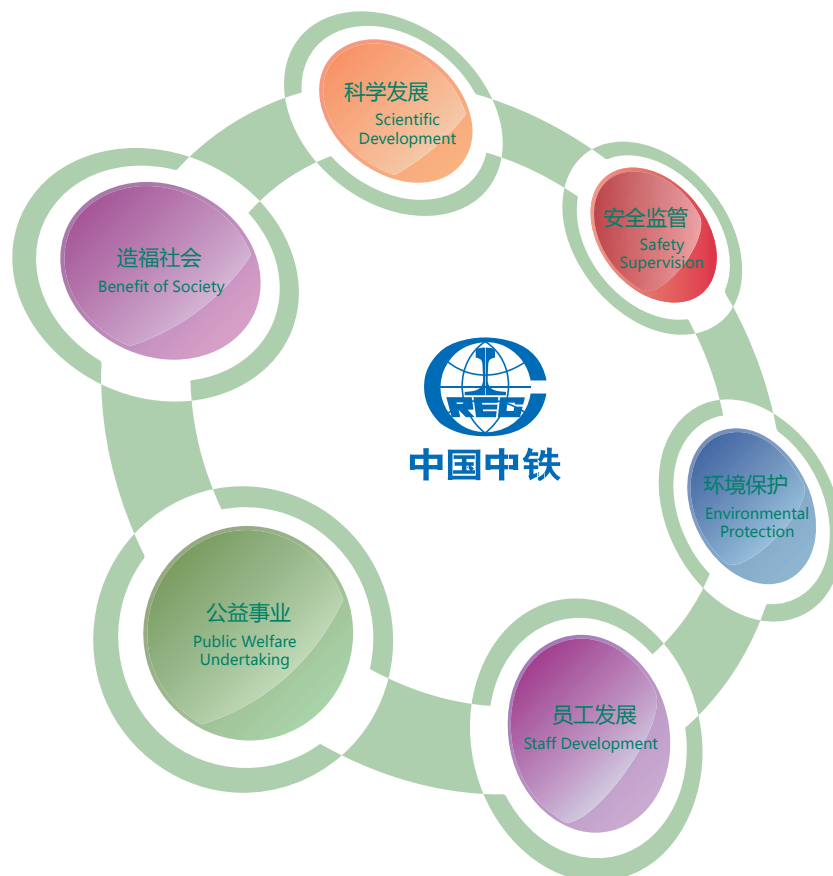 科学发展
Scientific
Development
安全监管
Safety
Supervision
造福社会
Benefit of Society
CREC
中国中铁
环境保护
Environmental
Protection
公益事业
Public Welfare
Undertaking
员工发展
Staff Development